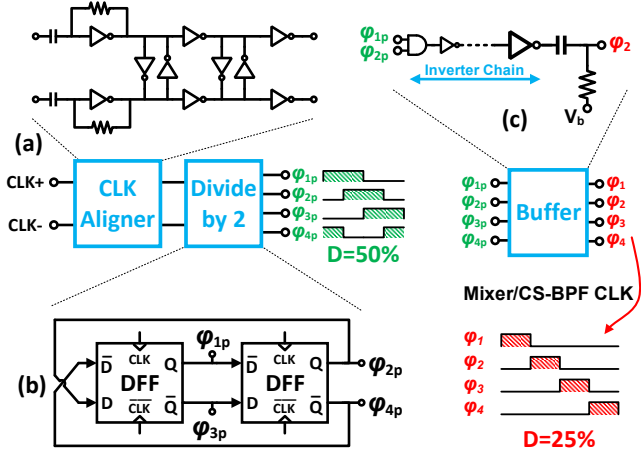 φ1p
φ2p
φ2
Inverter Chain
Vb
(a)
(c)
CLK+
CLK-
CLK
Aligner
Divide
by 2
φ1p
φ2p
φ3p
φ4p
D=50%
φ1p
φ2p
φ3p
φ4p
Buffer
φ1
φ2
φ3
φ4
Mixer/CS-BPF CLK
φ1
φ2
φ3
φ4
D=25%
(b)
D̅ CLK Q
DFF
D C̅L̅K̅ Q̅
φ1p
φ3p
D̅ CLK Q
DFF
D C̅L̅K̅ Q̅
φ2p
φ4p